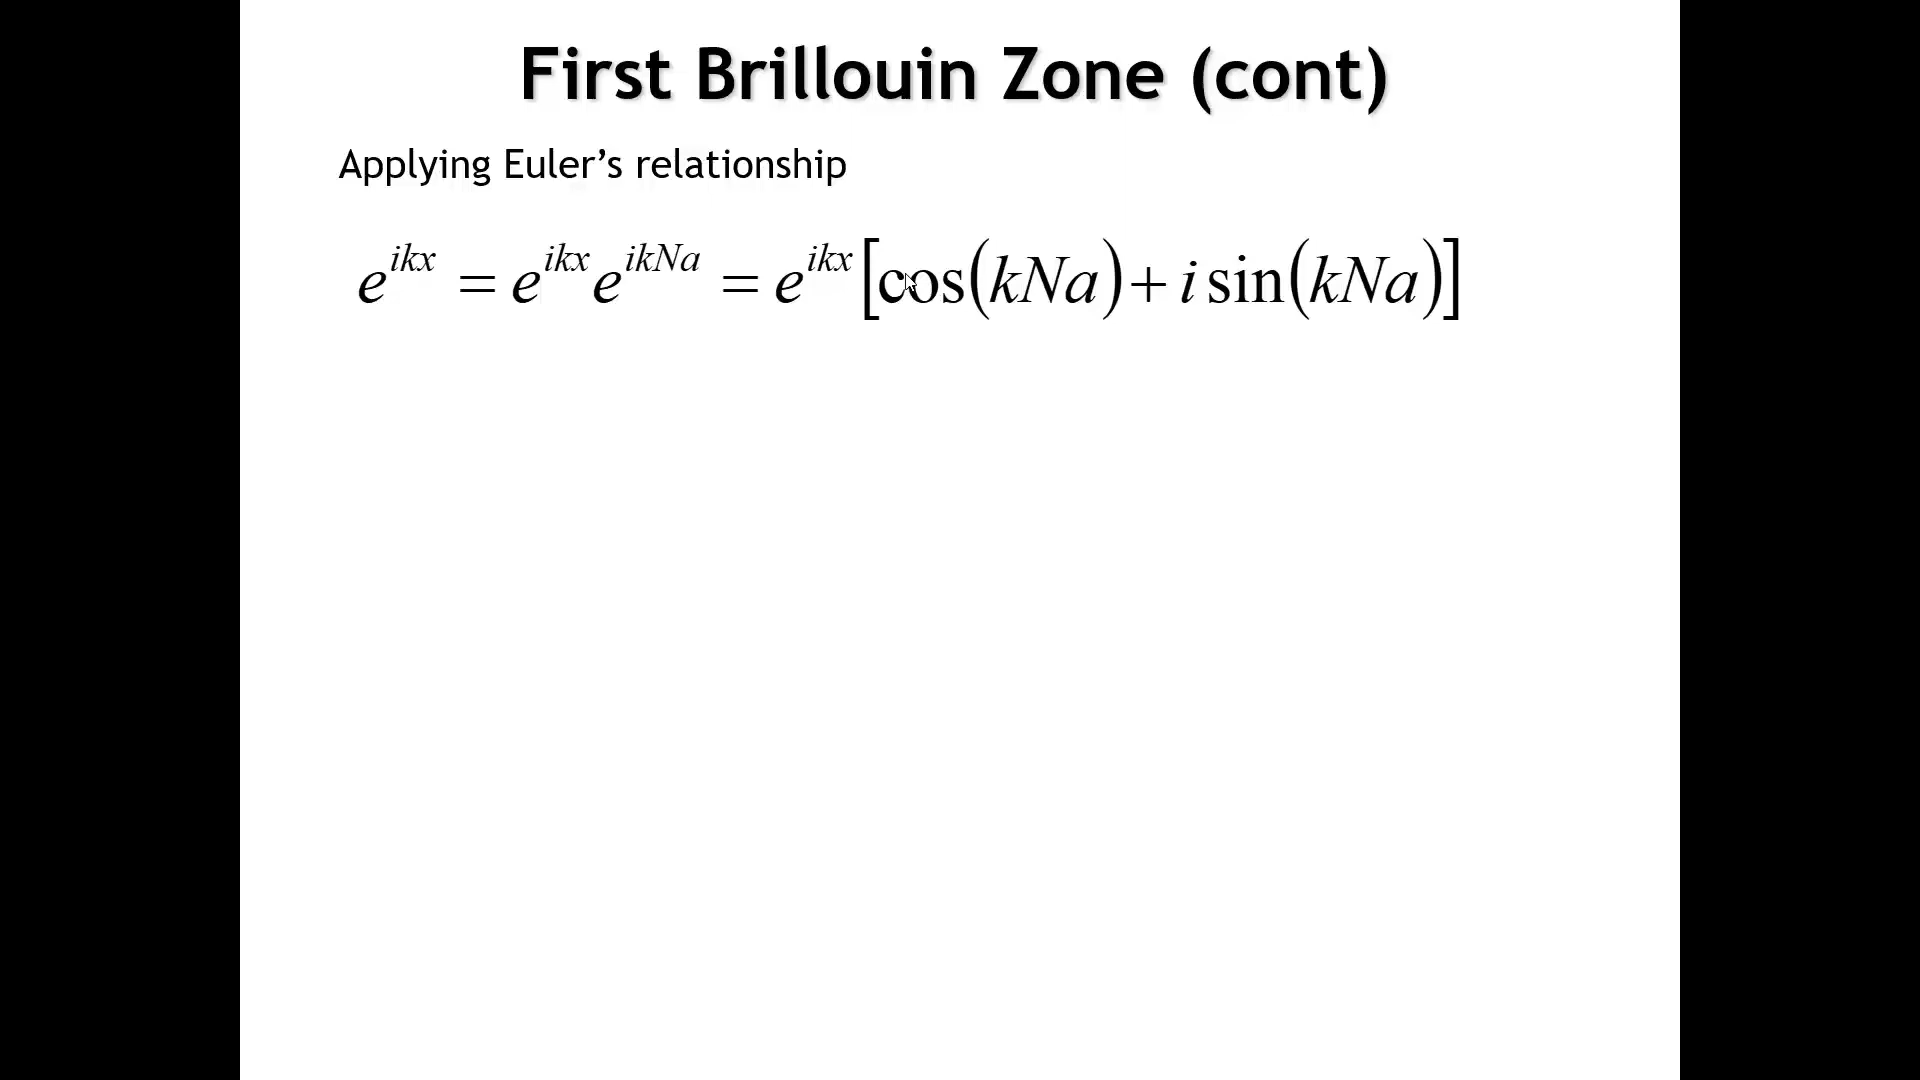 First Brillouin Zone (cont)
Applying Euler’s relationship
e^{ikx} = e^{ikx} e^{ikNa} = e^{ikx} [cos(kNa) + i sin(kNa)]